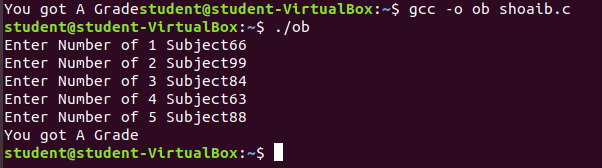 You got A Gradestudent@student-VirtualBox:~$ gcc -o ob shoaib.c
student@student-VirtualBox:~$ ./ob
Enter Number of 1 Subject66
Enter Number of 2 Subject99
Enter Number of 3 Subject84
Enter Number of 4 Subject63
Enter Number of 5 Subject88
You got A Grade
student@student-VirtualBox:~$